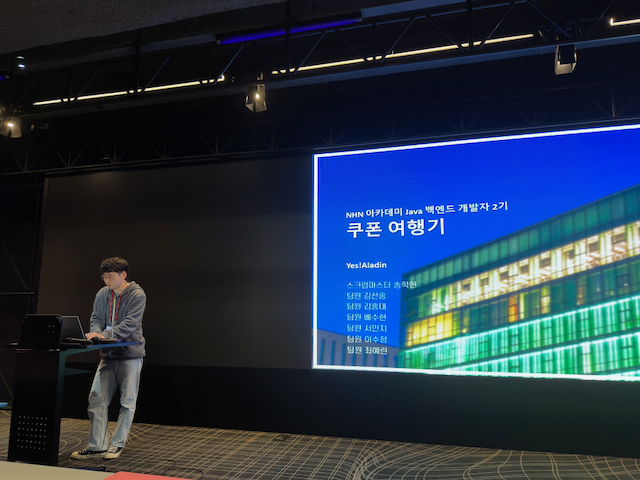 NHN 아카데미 Java 백엔드 개발자 2기
쿠폰 여행기
Yes!Aladin
스크럼마스터 송학현
팀원 김선홍
팀원 김홍대
팀원 배수현
팀원 서민지
팀원 이수정
팀원 최예린